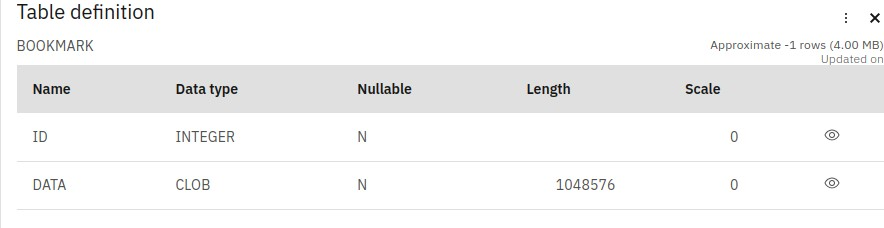 Table definition
BOOKMARK
Approximate -1 rows (4.00 MB)
Updated on
Name Data type Nullable Length Scale
ID INTEGER N 0
DATA CLOB N 1048576 0